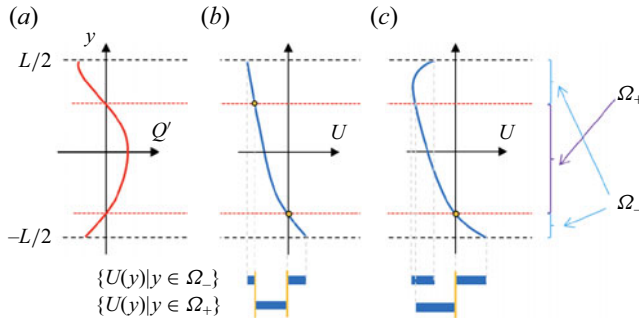 (a) y (b) (c)
L/2
Q′ U U Ω₊
Ω₋
−L/2
{U(y)|y ∈ Ω₋}
{U(y)|y ∈ Ω₊}